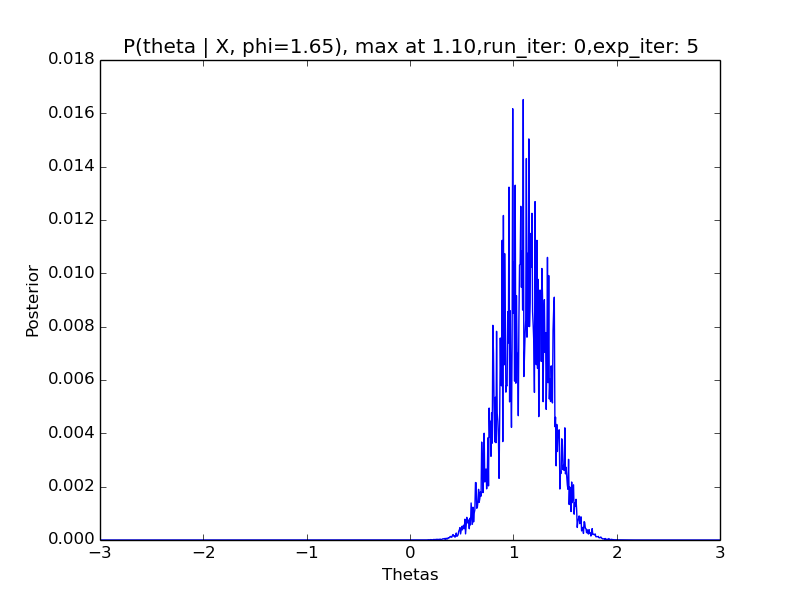 P(theta | X, phi=1.65), max at 1.10,run_iter: 0,exp_iter: 5
0.018
0.016
0.014
0.012
0.010
0.008
0.006
0.004
0.002
0.000
Posterior
−3 −2 −1 0 1 2 3
Thetas